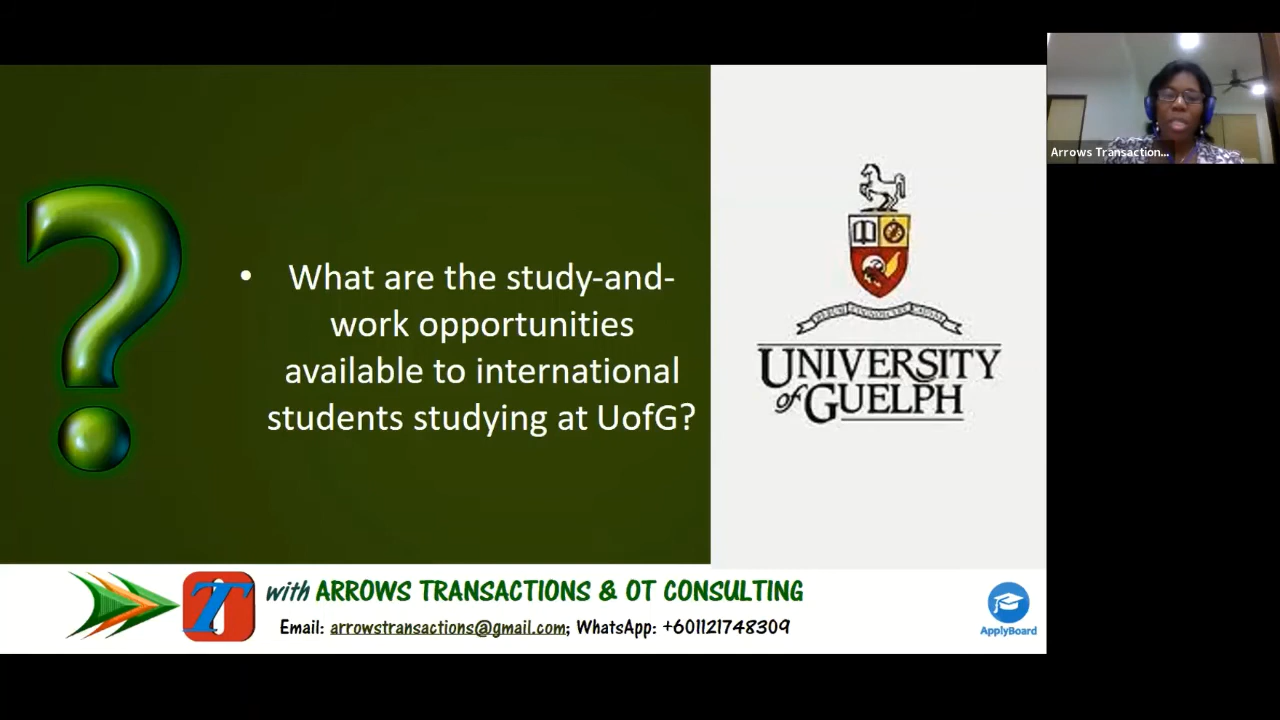 Arrows Transaction...
• What are the study-and-
work opportunities
available to international
students studying at UofG?
UNIVERSITY
of GUELPH
with ARROWS TRANSACTIONS & OT CONSULTING
Email: arrowstransactions@gmail.com; WhatsApp: +601121748309
ApplyBoard